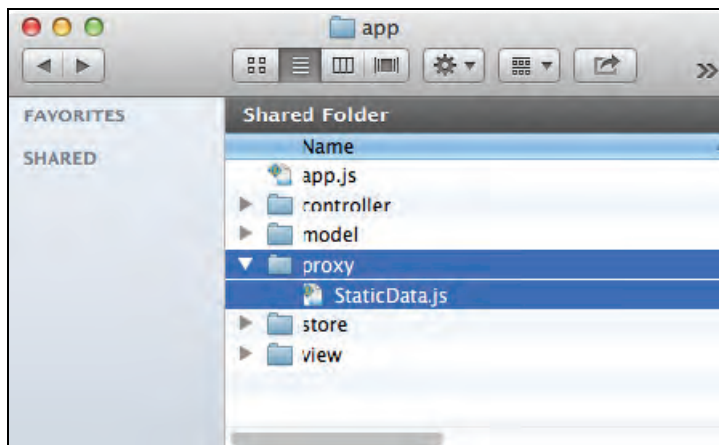 app
FAVORITES
SHARED
Shared Folder
Name
app.js
controller
model
proxy
StaticData.js
store
view